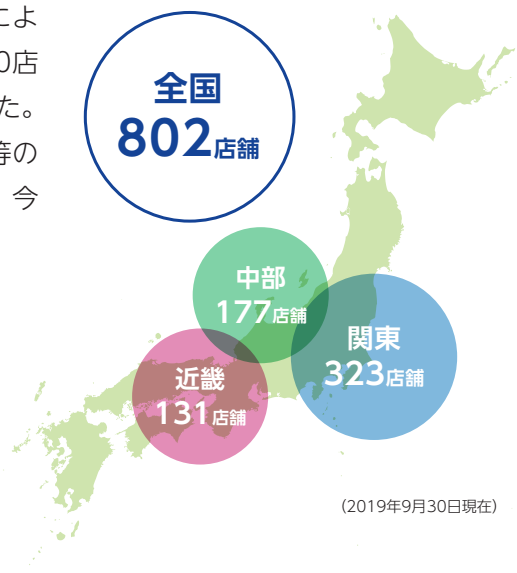 によ
0店
た。
等の
今
全国
802店舗
中部
177店舗
関東
323店舗
近畿
131店舗
（2019年9月30日現在）